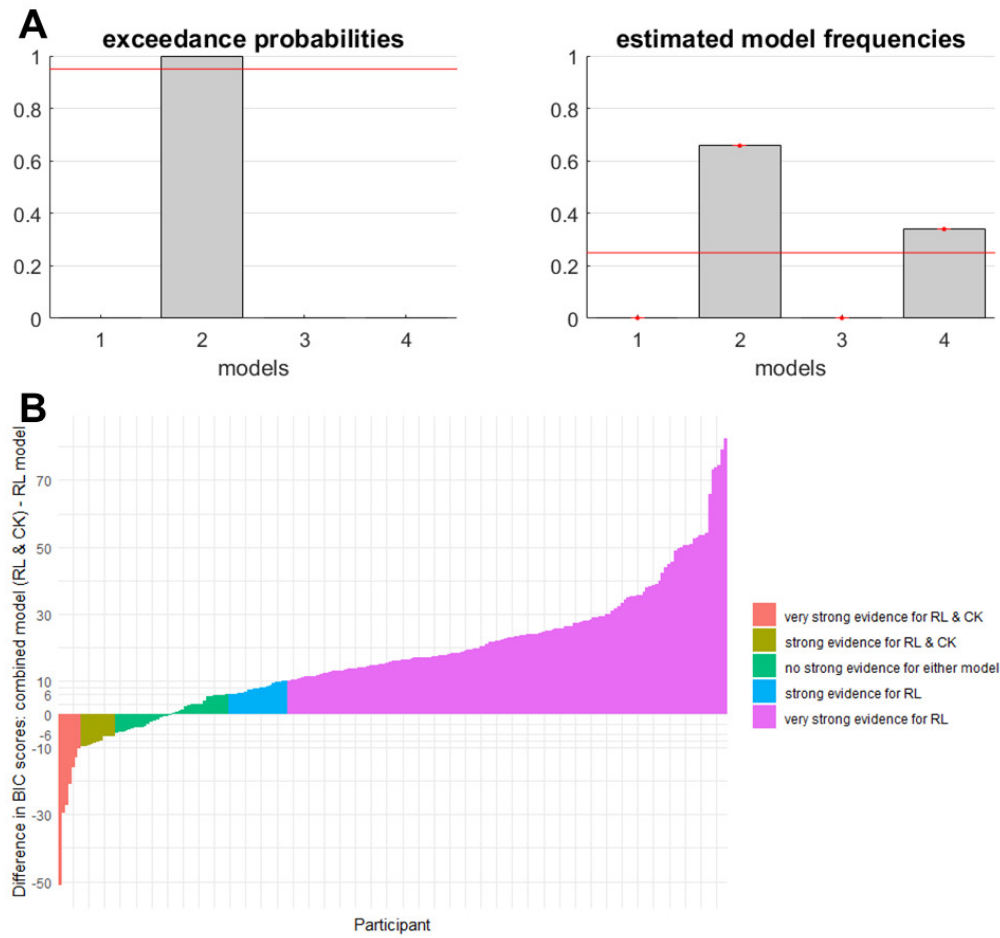 A
exceedance probabilities
1
0.8
0.6
0.4
0.2
0
1 2 3 4
models
estimated model frequencies
1
0.8
0.6
0.4
0.2
0
1 2 3 4
models
B
Difference in BIC scores: combined model (RL & CK) - RL model
70
50
30
10
6
0
-6
-10
-30
-50
Participant
very strong evidence for RL & CK
strong evidence for RL & CK
no strong evidence for either model
strong evidence for RL
very strong evidence for RL